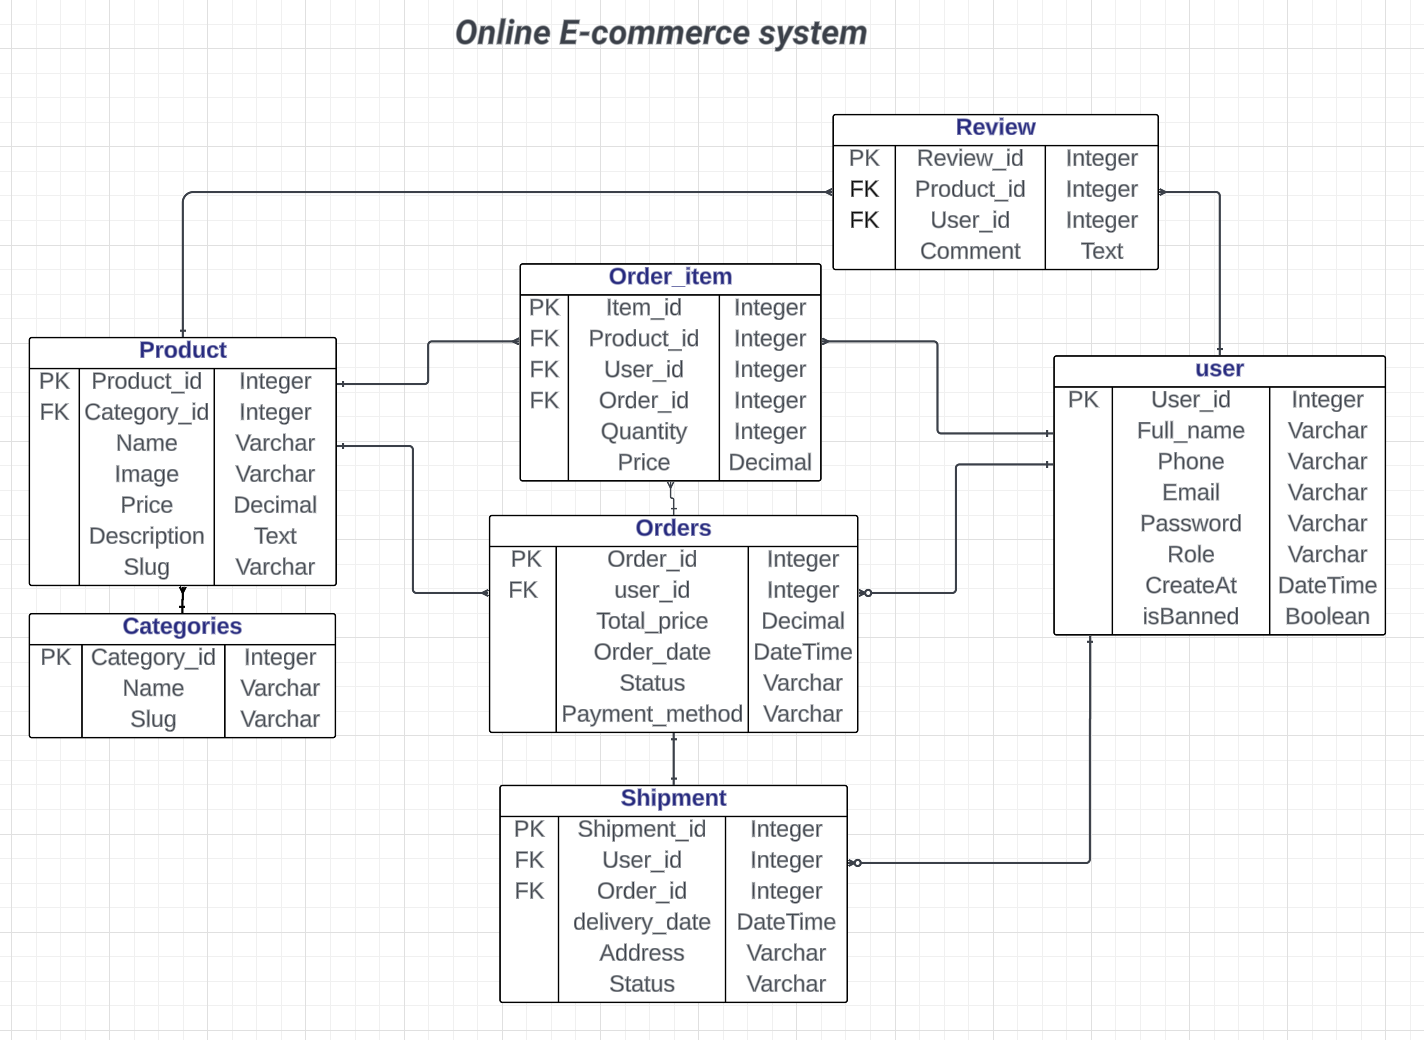 Online E-commerce system
Review
PK Review_id Integer
FK Product_id Integer
FK User_id Integer
Comment Text
Order_item
PK Item_id Integer
FK Product_id Integer
FK User_id Integer
FK Order_id Integer
Quantity Integer
Price Decimal
Product
PK Product_id Integer
FK Category_id Integer
Name Varchar
Image Varchar
Price Decimal
Description Text
Slug Varchar
user
PK User_id Integer
Full_name Varchar
Phone Varchar
Email Varchar
Password Varchar
Role Varchar
CreateAt DateTime
isBanned Boolean
Orders
PK Order_id Integer
FK user_id Integer
Total_price Decimal
Order_date DateTime
Status Varchar
Payment_method Varchar
Categories
PK Category_id Integer
Name Varchar
Slug Varchar
Shipment
PK Shipment_id Integer
FK User_id Integer
FK Order_id Integer
delivery_date DateTime
Address Varchar
Status Varchar